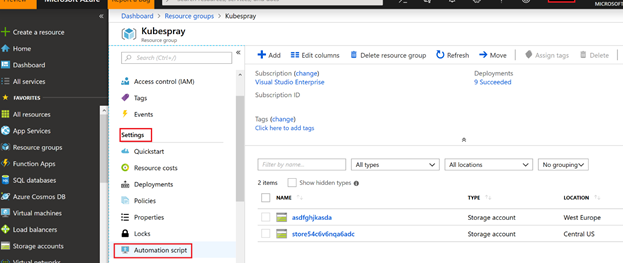 Preview Microsoft Azure Report a bug
MICROSOFT
Dashboard > Resource groups > Kubespray
Kubespray
Resource group
Create a resource
Home
Dashboard
All services
FAVORITES
All resources
App Services
Resource groups
Function Apps
SQL databases
Azure Cosmos DB
Virtual machines
Load balancers
Storage accounts
Virtual networks
Search (Ctrl+/)
Access control (IAM)
Tags
Events
Settings
Quickstart
Resource costs
Deployments
Policies
Properties
Locks
Automation script
Add Edit columns Delete resource group Refresh Move Assign tags Delete
Subscription (change)
Visual Studio Enterprise
Subscription ID
Deployments
9 Succeeded
Tags (change)
Click here to add tags
Filter by name... All types All locations No grouping
2 items Show hidden types
NAME TYPE LOCATION
asdfghjkasda Storage account West Europe
store54c6v6nqa6adc Storage account Central US